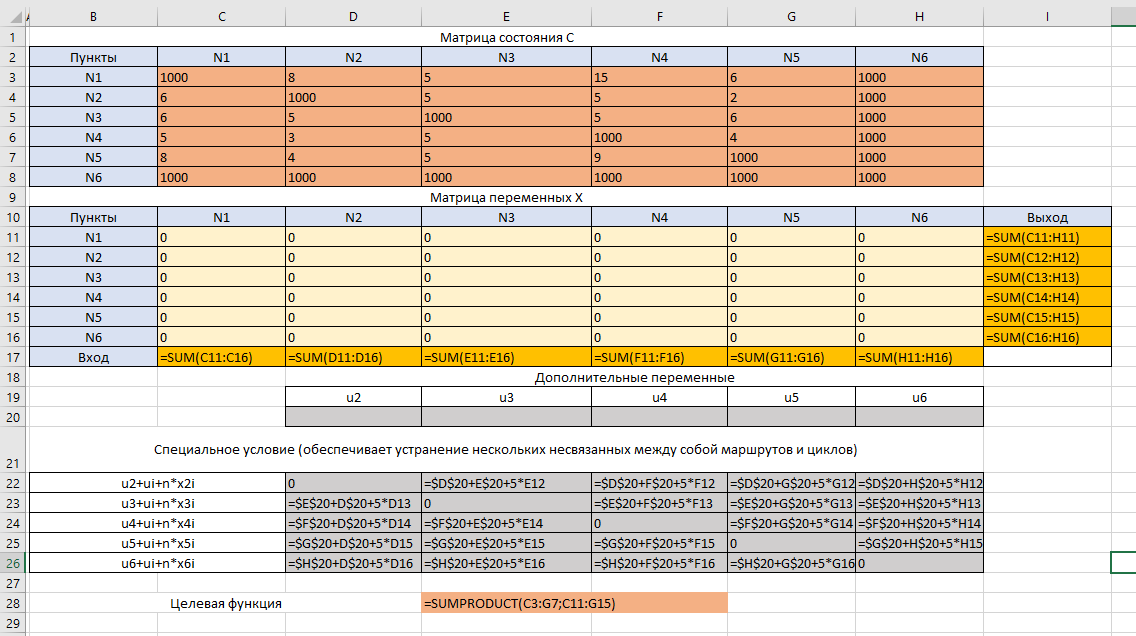 B C D E F G H I
1 Матрица состояния С
2 Пункты N1 N2 N3 N4 N5 N6
3 N1 1000 8 5 15 6 1000
4 N2 6 1000 5 5 2 1000
5 N3 6 5 1000 5 6 1000
6 N4 5 3 5 1000 4 1000
7 N5 8 4 5 9 1000 1000
8 N6 1000 1000 1000 1000 1000 1000
9 Матрица переменных X
10 Пункты N1 N2 N3 N4 N5 N6 Выход
11 N1 0 0 0 0 0 0 =SUM(C11:H11)
12 N2 0 0 0 0 0 0 =SUM(C12:H12)
13 N3 0 0 0 0 0 0 =SUM(C13:H13)
14 N4 0 0 0 0 0 0 =SUM(C14:H14)
15 N5 0 0 0 0 0 0 =SUM(C15:H15)
16 N6 0 0 0 0 0 0 =SUM(C16:H16)
17 Вход =SUM(C11:C16) =SUM(D11:D16) =SUM(E11:E16) =SUM(F11:F16) =SUM(G11:G16) =SUM(H11:H16)
18 Дополнительные переменные
19 u2 u3 u4 u5 u6
20
21 Специальное условие (обеспечивает устранение нескольких несвязанных между собой маршрутов и циклов)
22 u2+ui+n*x2i 0 =$D$20+E$20+5*E12 =$D$20+F$20+5*F12 =$D$20+G$20+5*G12 =$D$20+H$20+5*H12
23 u3+ui+n*x3i =$E$20+D$20+5*D13 0 =$E$20+F$20+5*F13 =$E$20+G$20+5*G13 =$E$20+H$20+5*H13
24 u4+ui+n*x4i =$F$20+D$20+5*D14 =$F$20+E$20+5*E14 0 =$F$20+G$20+5*G14 =$F$20+H$20+5*H14
25 u5+ui+n*x5i =$G$20+D$20+5*D15 =$G$20+E$20+5*E15 =$G$20+F$20+5*F15 0 =$G$20+H$20+5*H15
26 u6+ui+n*x6i =$H$20+D$20+5*D16 =$H$20+E$20+5*E16 =$H$20+F$20+5*F16 =$H$20+G$20+5*G16 0
27
28 Целевая функция =SUMPRODUCT(C3:G7;C11:G15)
29